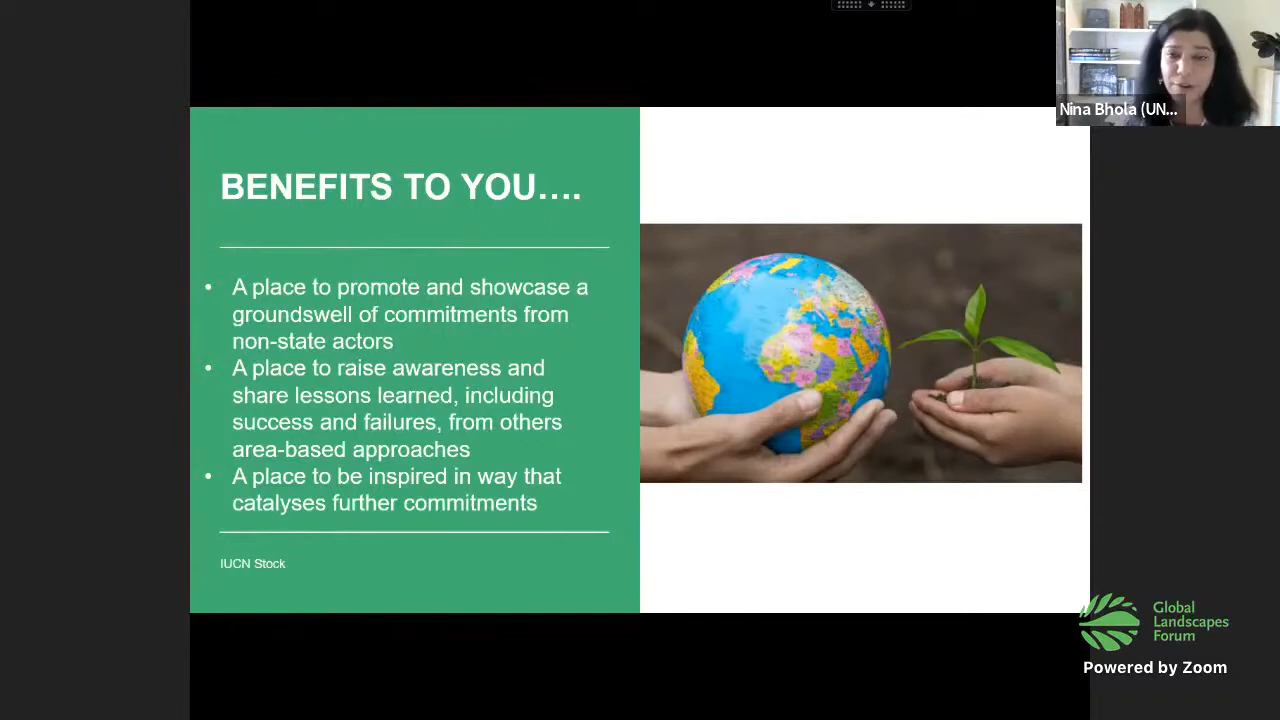 Nina Bhola (UN...
BENEFITS TO YOU....
• A place to promote and showcase a
groundswell of commitments from
non-state actors
• A place to raise awareness and
share lessons learned, including
success and failures, from others
area-based approaches
• A place to be inspired in way that
catalyses further commitments
IUCN Stock
Global
Landscapes
Forum
Powered by Zoom